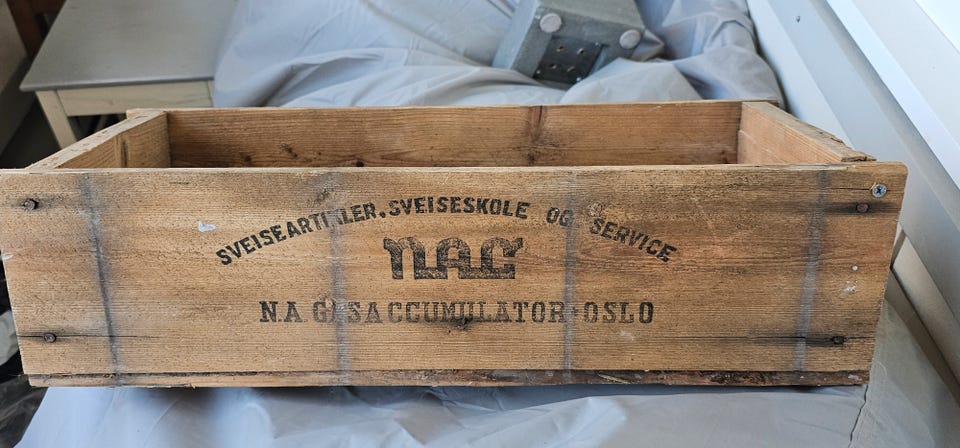 SVEISEARTIKLER.SVEISESKOLE OG SERVICE
NAG
N.A GASACCUMULATOR·OSLO